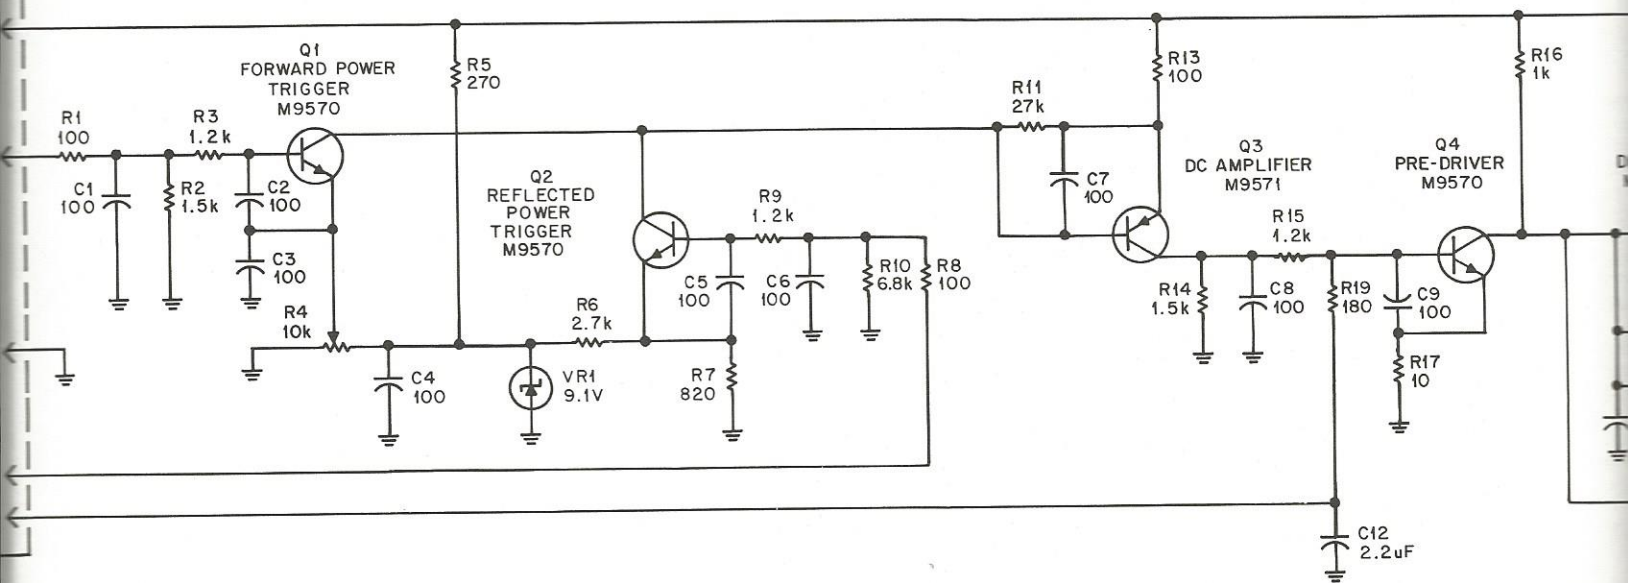 Q1
FORWARD POWER
TRIGGER
M9570
R1
100
R3
1.2k
C1
100
R2
1.5k
C2
100
C3
100
R4
10k
R5
270
C4
100
VR1
9.1V
Q2
REFLECTED
POWER
TRIGGER
M9570
R6
2.7k
R7
820
R9
1.2k
C5
100
C6
100
R10
6.8k
R8
100
R11
27k
C7
100
R13
100
Q3
DC AMPLIFIER
M9571
R15
1.2k
R14
1.5k
C8
100
R19
180
Q4
PRE-DRIVER
M9570
C9
100
R17
10
R16
1k
C12
2.2uF